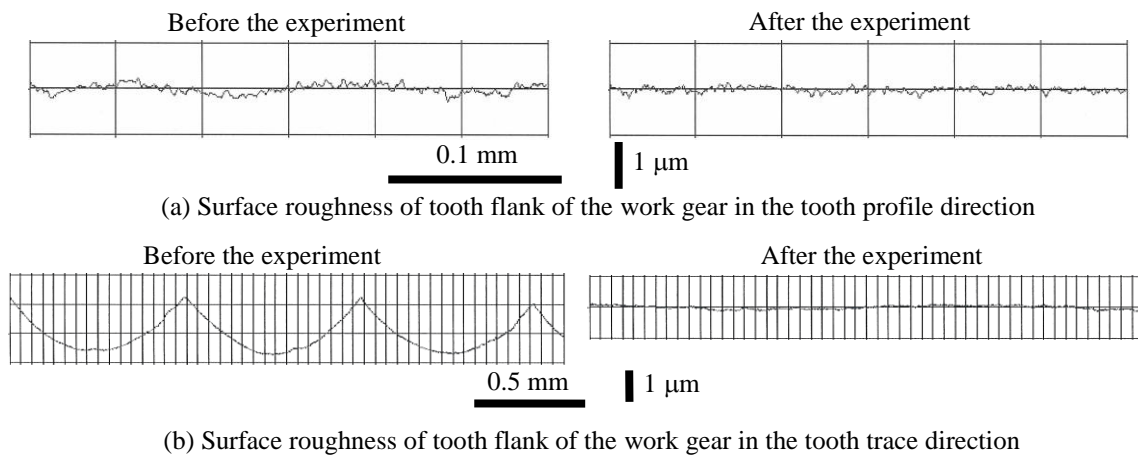 Before the experiment
After the experiment
0.1 mm
1 μm
(a) Surface roughness of tooth flank of the work gear in the tooth profile direction
Before the experiment
After the experiment
0.5 mm
1 μm
(b) Surface roughness of tooth flank of the work gear in the tooth trace direction